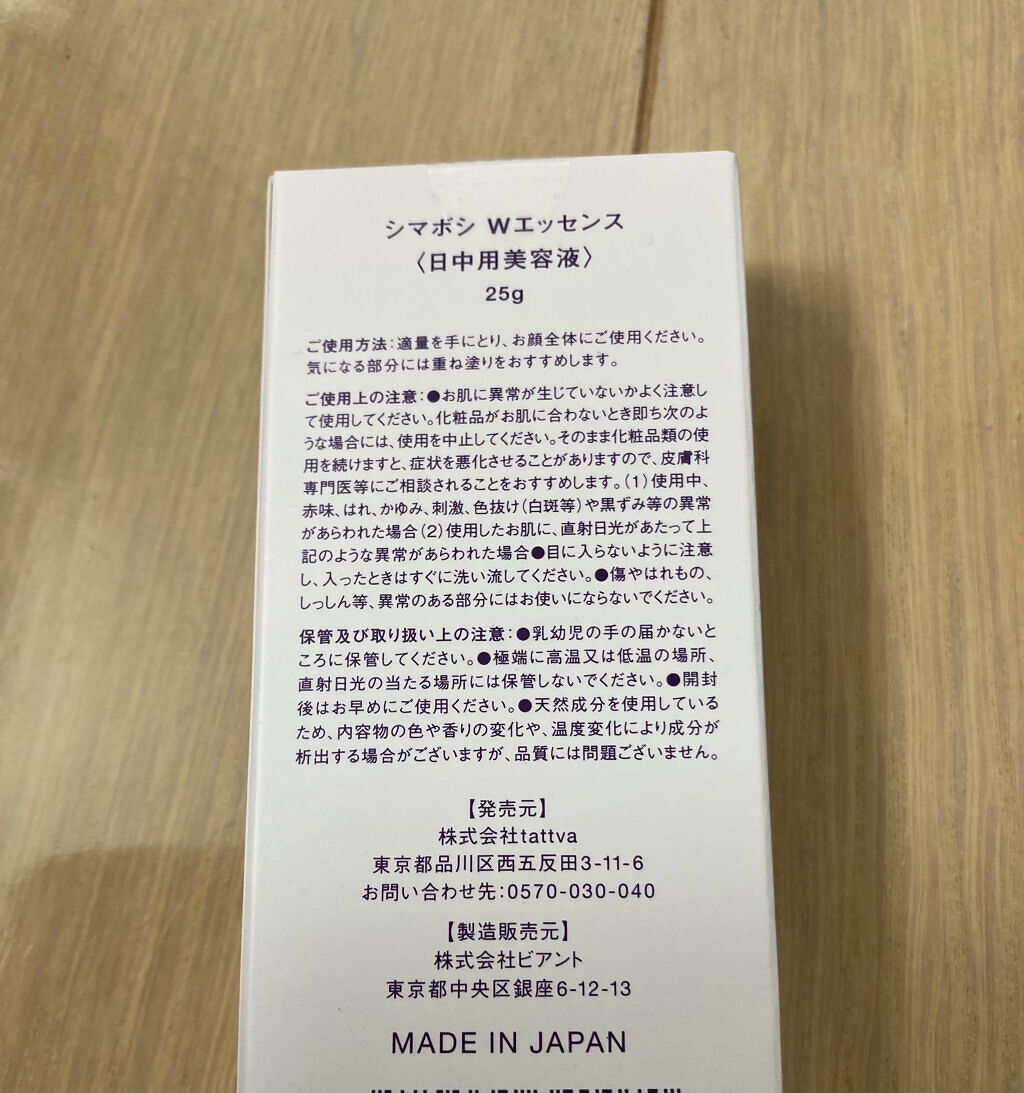 シマボシ Wエッセンス
〈日中用美容液〉
25g
ご使用方法：適量を手にとり、お顔全体にご使用ください。
気になる部分には重ね塗りをおすすめします。
ご使用上の注意：●お肌に異常が生じていないかよく注意し
て使用してください。化粧品がお肌に合わないとき即ち次のよ
うな場合には、使用を中止してください。そのまま化粧品類の使
用を続けますと、症状を悪化させることがありますので、皮膚科
専門医等にご相談されることをおすすめします。（1）使用中、
赤味、はれ、かゆみ、刺激、色抜け（白斑等）や黒ずみ等の異常
があらわれた場合（2）使用したお肌に、直射日光があたって上
記のような異常があらわれた場合●目に入らないように注意
し、入ったときはすぐに洗い流してください。●傷やはれもの、
しっしん等、異常のある部分にはお使いにならないでください。
保管及び取り扱い上の注意：●乳幼児の手の届かないと
ころに保管してください。●極端に高温又は低温の場所、
直射日光の当たる場所には保管しないでください。●開封
後はお早めにご使用ください。●天然成分を使用している
ため、内容物の色や香りの変化や、温度変化により成分が
析出する場合がございますが、品質には問題ございません。
【発売元】
株式会社tattva
東京都品川区西五反田3-11-6
お問い合わせ先：0570-030-040
【製造販売元】
株式会社ビアント
東京都中央区銀座6-12-13
MADE IN JAPAN